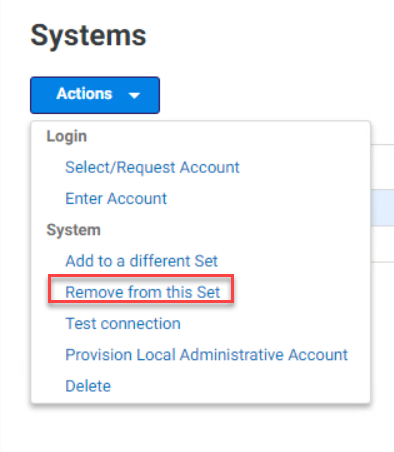 Systems
Actions
Login
Select/Request Account
Enter Account
System
Add to a different Set
Remove from this Set
Test connection
Provision Local Administrative Account
Delete